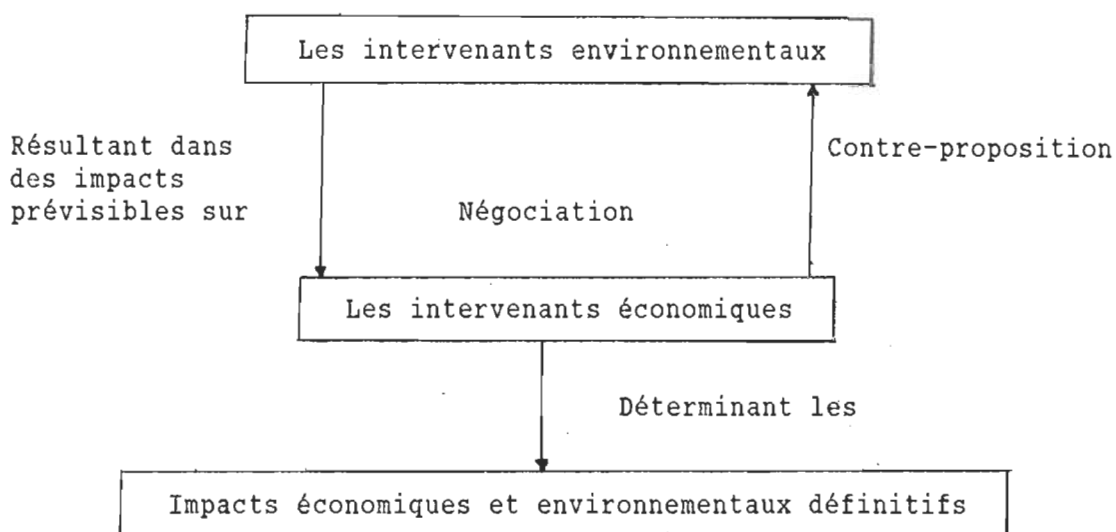 Les intervenants environnementaux
Résultant dans
des impacts
prévisibles sur
Négociation
Contre-proposition
Les intervenants économiques
Déterminant les
Impacts économiques et environnementaux définitifs